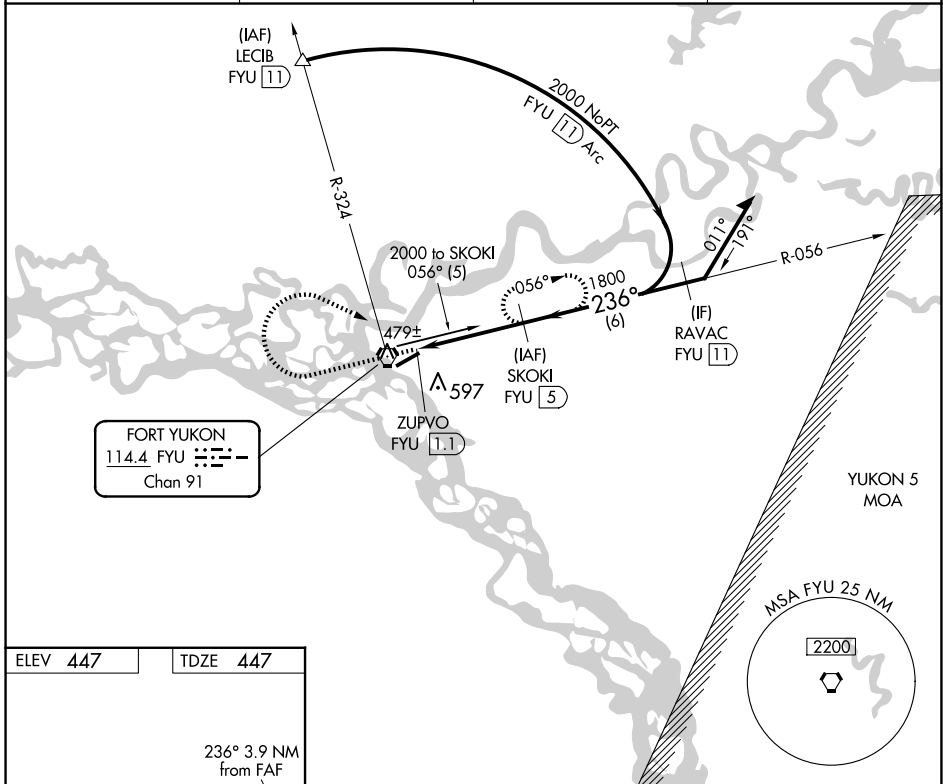 (IAF)
LECIB
FYU 11
2000 NoPT
FYU 11 Arc
R-324
2000 to SKOKI
056° (5)
056°
1800
236°
(6)
011°
191°
R-056
(IF)
RAVAC
FYU 11
479±
(IAF)
SKOKI
FYU 5
597
ZUPVO
FYU 1.1
FORT YUKON
114.4 FYU
Chan 91
YUKON 5
MOA
MSA FYU 25 NM
2200
ELEV 447
TDZE 447
236° 3.9 NM
from FAF